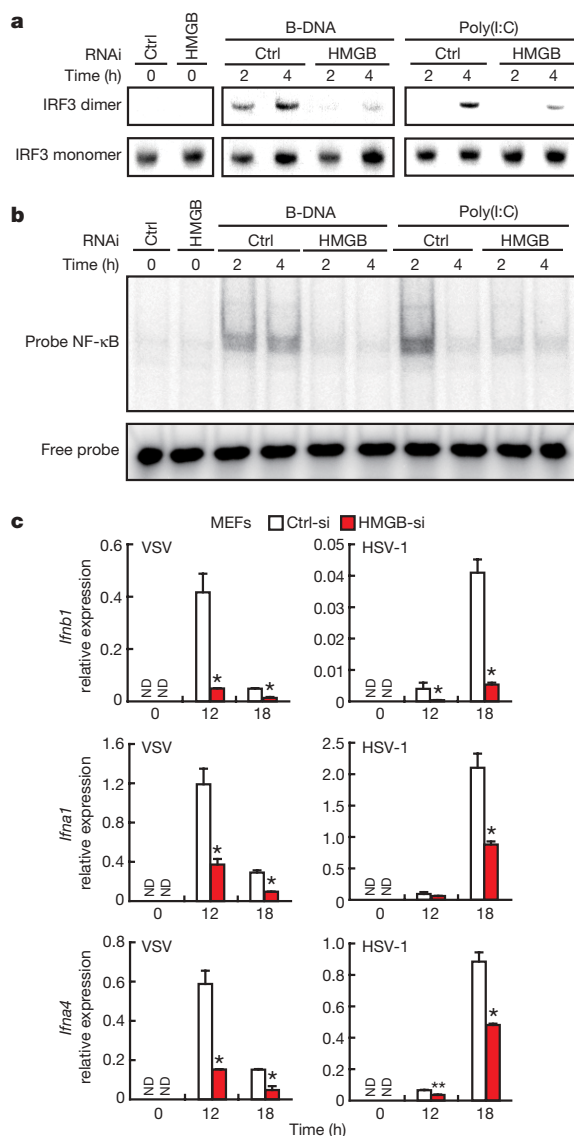 a
B-DNA
Poly(I:C)
RNAi
Ctrl
HMGB
Ctrl
HMGB
Ctrl
HMGB
Time (h)
0
0
2
4
2
4
2
4
2
4
IRF3 dimer
IRF3 monomer
b
B-DNA
Poly(I:C)
RNAi
Ctrl
HMGB
Ctrl
HMGB
Ctrl
HMGB
Time (h)
0
0
2
4
2
4
2
4
2
4
Probe NF-κB
Free probe
c
MEFs
Ctrl-si
HMGB-si
VSV
Ifnb1
relative expression
0.6
0.4
0.2
0
ND
ND
*
*
0
12
18
HSV-1
0.05
0.04
0.03
0.02
0.01
0
ND
ND
*
*
0
12
18
VSV
Ifna1
relative expression
1.6
1.2
0.8
0.4
0
ND
ND
*
*
0
12
18
HSV-1
2.5
2.0
1.5
1.0
0.5
0
ND
ND
*
0
12
18
VSV
Ifna4
relative expression
0.8
0.6
0.4
0.2
0
ND
ND
*
*
0
12
18
HSV-1
1.0
0.8
0.6
0.4
0.2
0
ND
ND
**
*
0
12
18
Time (h)